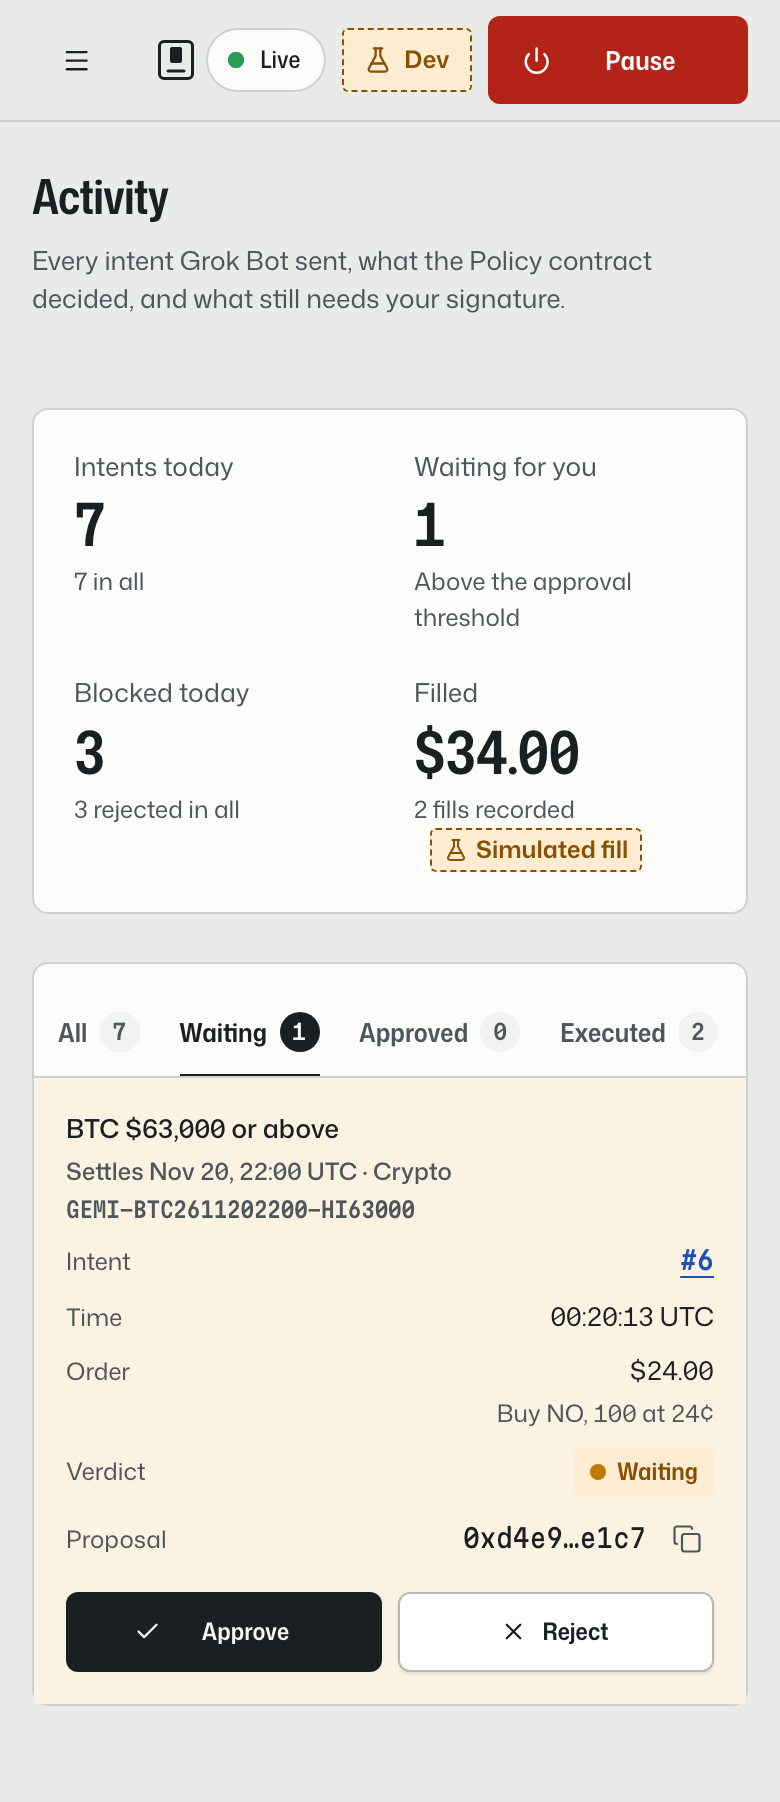 Live
Dev
Pause
Activity
Every intent Grok Bot sent, what the Policy contract
decided, and what still needs your signature.
Intents today
7
7 in all
Waiting for you
1
Above the approval
threshold
Blocked today
3
3 rejected in all
Filled
$34.00
2 fills recorded
Simulated fill
All 7 Waiting 1 Approved 0 Executed 2
BTC $63,000 or above
Settles Nov 20, 22:00 UTC · Crypto
GEMI-BTC2611202200-HI63000
Intent #6
Time 00:20:13 UTC
Order $24.00
Buy NO, 100 at 24¢
Verdict Waiting
Proposal 0xd4e9…e1c7
Approve Reject